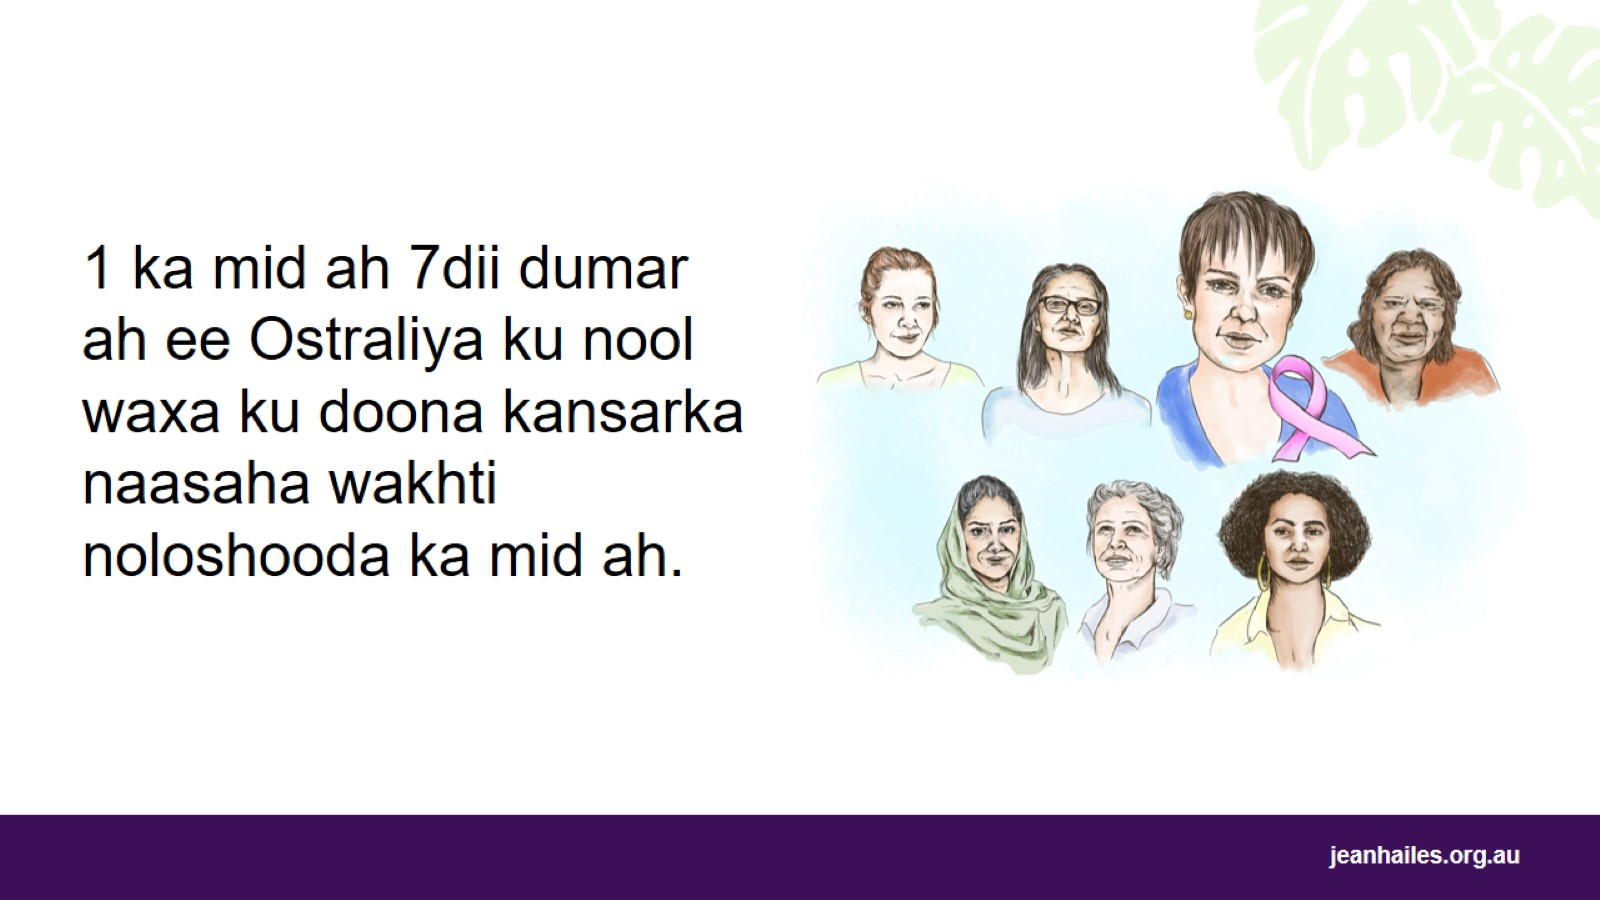 1 ka mid ah 7dii dumar
ah ee Ostraliya ku nool
waxa ku doona kansarka
naasaha wakhti
noloshooda ka mid ah.
jeanhailes.org.au